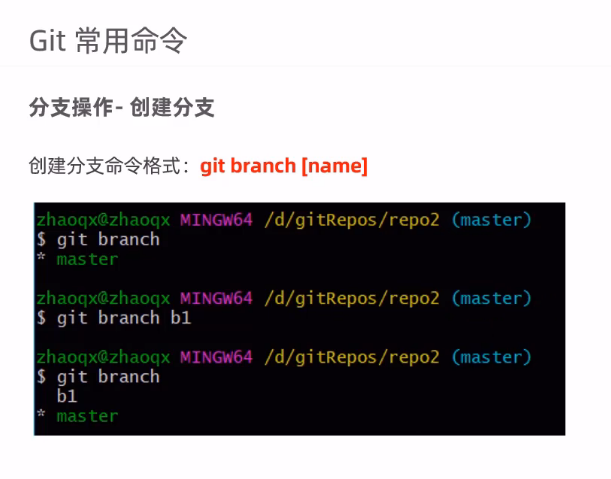 Git 常用命令
分支操作- 创建分支
创建分支命令格式：git branch [name]
zhaoqx@zhaoqx MINGW64 /d/gitRepos/repo2 (master)
$ git branch
* master
zhaoqx@zhaoqx MINGW64 /d/gitRepos/repo2 (master)
$ git branch b1
zhaoqx@zhaoqx MINGW64 /d/gitRepos/repo2 (master)
$ git branch
  b1
* master